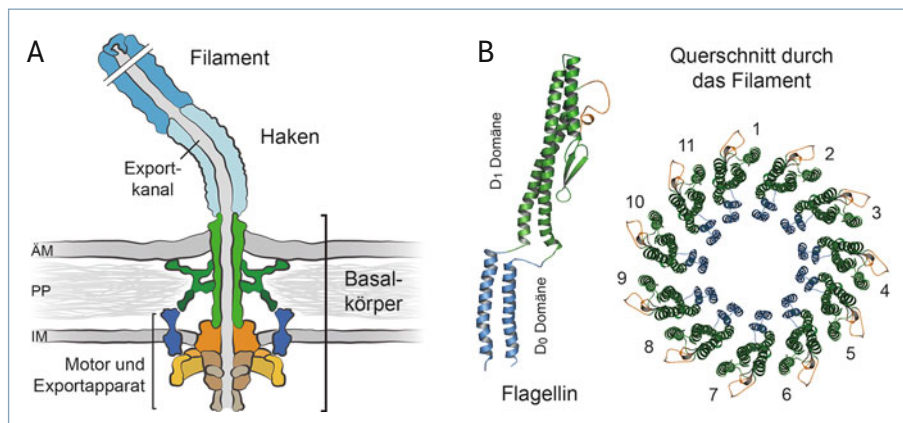 A
Filament
Haken
Export-
kanal
ÄM
PP
IM
Basal-
körper
Motor und
Exportapparat
B
D1 Domäne
D0 Domäne
Flagellin
Querschnitt durch
das Filament
1
2
3
4
5
6
7
8
9
10
11